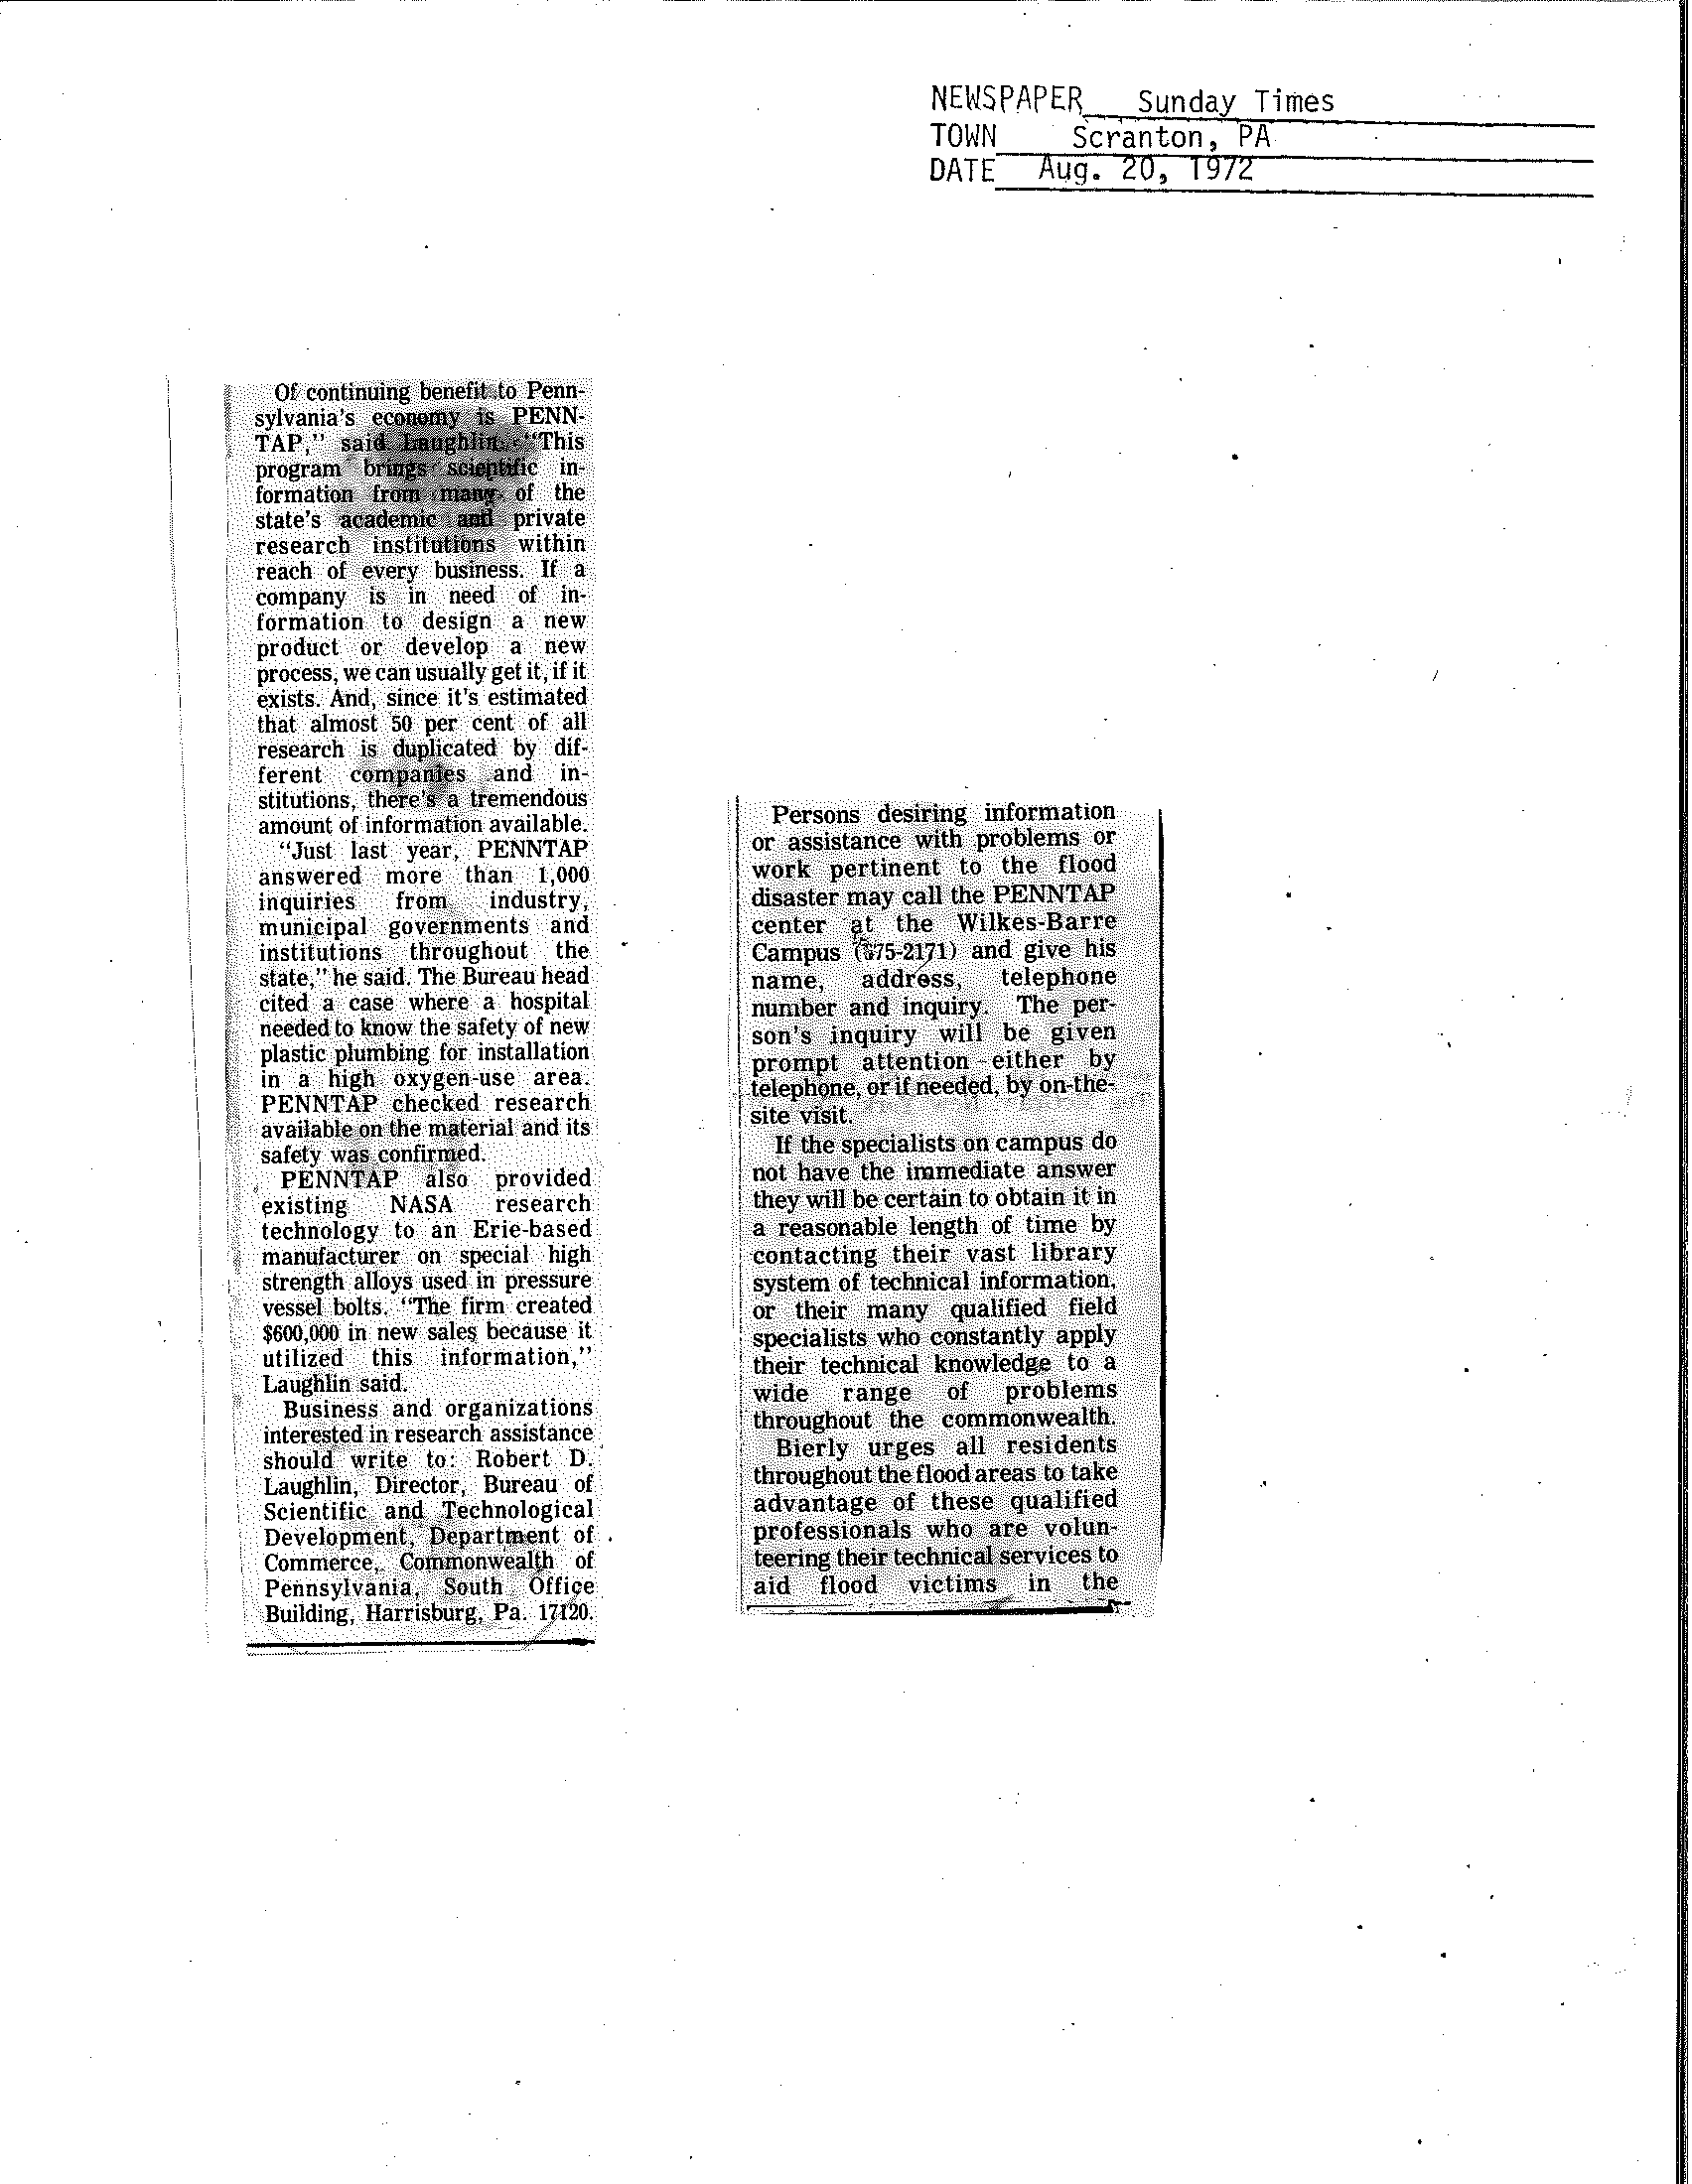 NEWSPAPER Sunday Times
TOWN Scranton, PA
DATE Aug. 20, 1972
Of continuing benefit to Penn-
sylvania's economy is PENN-
TAP," said Laughlin. "This
program brings scientific in-
formation from many of the
state's academic and private
research institutions within
reach of every business. If a
company is in need of in-
formation to design a new
product or develop a new
process, we can usually get it, if it
exists. And, since it's estimated
that almost 50 per cent of all
research is duplicated by dif-
ferent companies and in-
stitutions, there's a tremendous
amount of information available.
"Just last year, PENNTAP
answered more than 1,000
inquiries from industry,
municipal governments and
institutions throughout the
state," he said. The Bureau head
cited a case where a hospital
needed to know the safety of new
plastic plumbing for installation
in a high oxygen-use area.
PENNTAP checked research
available on the material and its
safety was confirmed.
PENNTAP also provided
existing NASA research
technology to an Erie-based
manufacturer on special high
strength alloys used in pressure
vessel bolts. "The firm created
$600,000 in new sales because it
utilized this information,"
Laughlin said.
Business and organizations
interested in research assistance
should write to: Robert D.
Laughlin, Director, Bureau of
Scientific and Technological
Development, Department of
Commerce, Commonwealth of
Pennsylvania, South Office
Building, Harrisburg, Pa. 17120.
Persons desiring information
or assistance with problems or
work pertinent to the flood
disaster may call the PENNTAP
center at the Wilkes-Barre
Campus and give his
name, address, telephone
number and inquiry. The per-
son's inquiry will be given
prompt attention either by
telephone, or if needed, by on-the-
site visit.
If the specialists on campus do
not have the immediate answer
they will be certain to obtain it in
a reasonable length of time by
contacting their vast library
system of technical information,
or their many qualified field
specialists who constantly apply
their technical knowledge to a
wide range of problems
throughout the commonwealth.
Bierly urges all residents
throughout the flood areas to take
advantage of these qualified
professionals who are volun-
teering their technical services to
aid flood victims in the